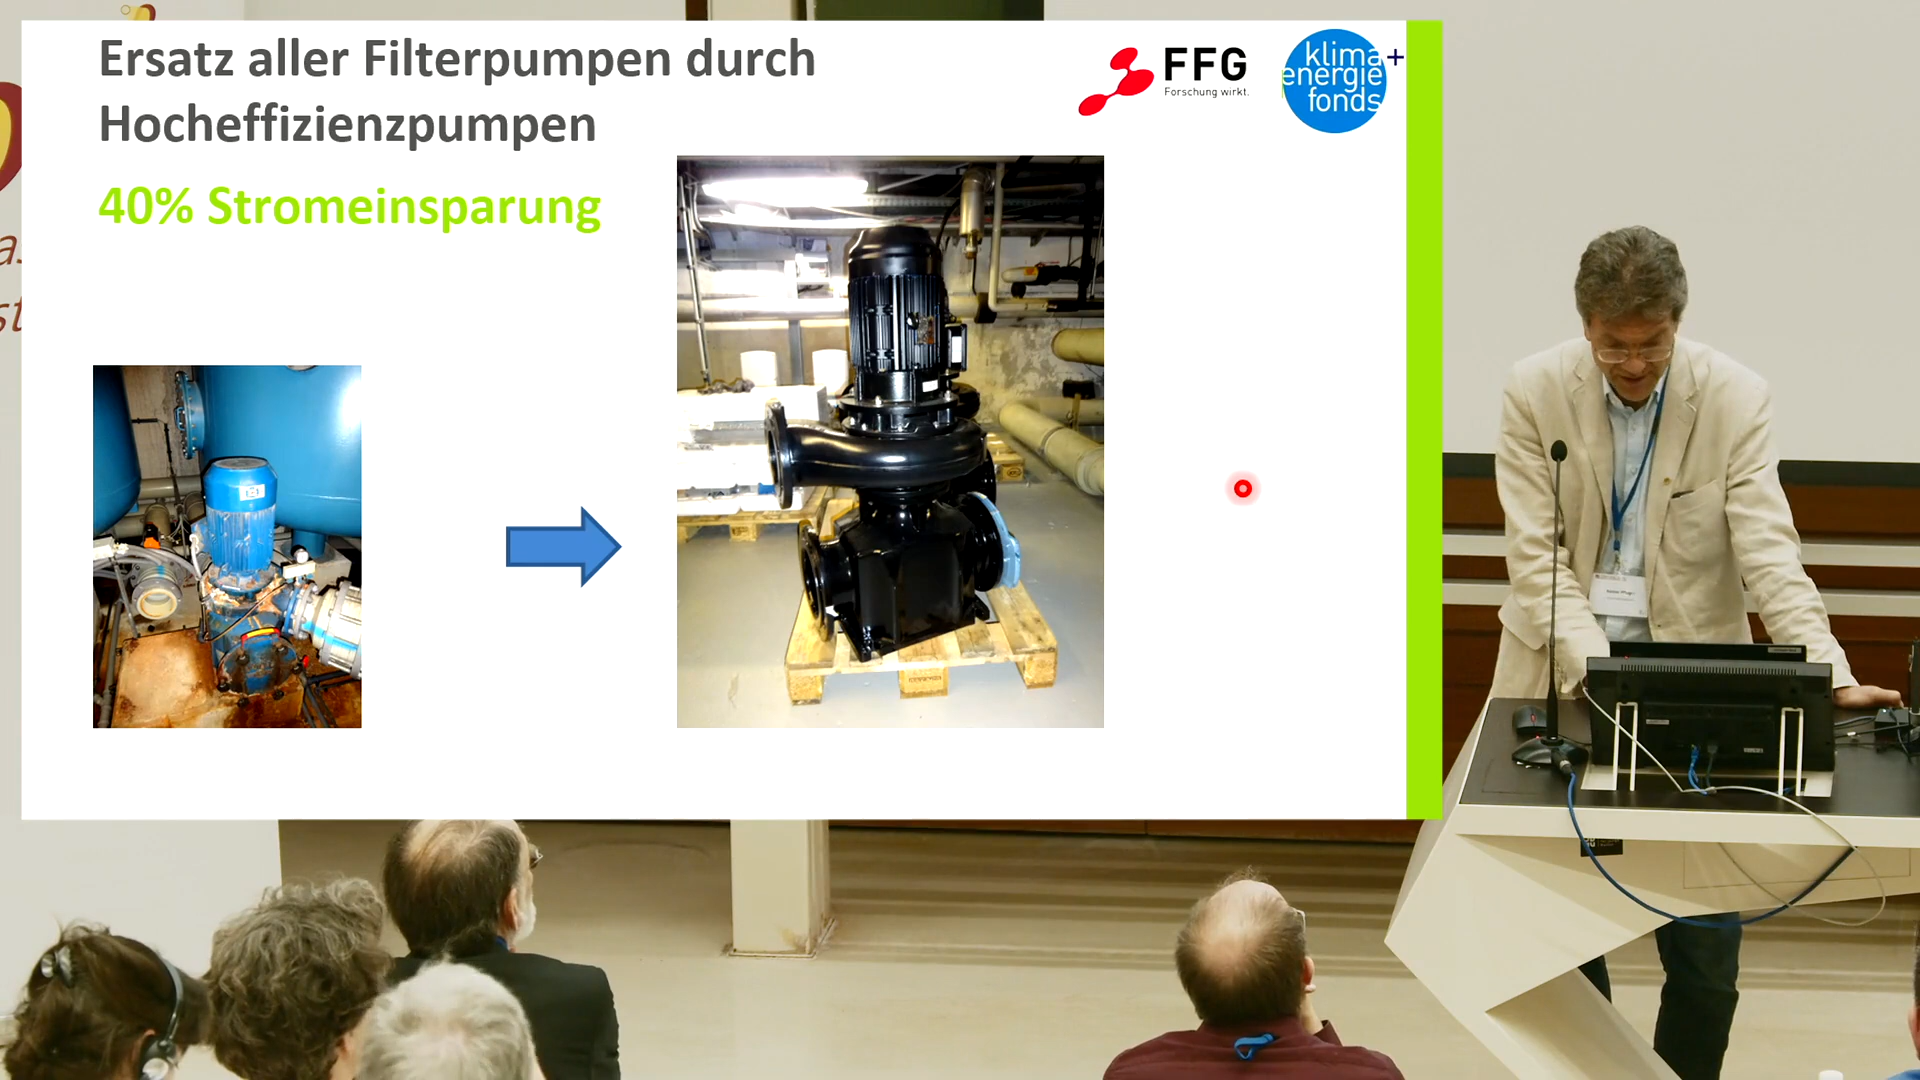 Ersatz aller Filterpumpen durch
Hocheffizienzpumpen
40% Stromeinsparung
FFG
Forschung wirkt.
klima+
energie
fonds